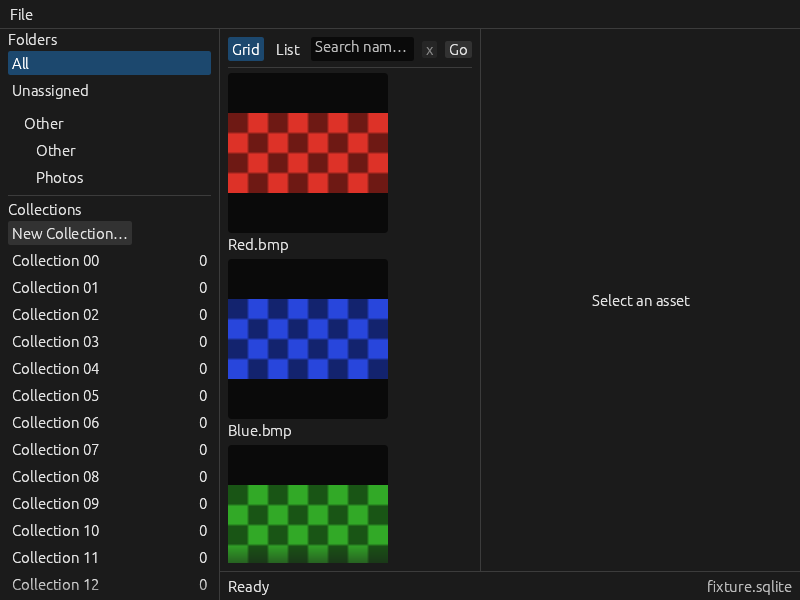 File
Folders
All
Unassigned
Other
Other
Photos
Collections
New Collection...
Collection 00 0
Collection 01 0
Collection 02 0
Collection 03 0
Collection 04 0
Collection 05 0
Collection 06 0
Collection 07 0
Collection 08 0
Collection 09 0
Collection 10 0
Collection 11 0
Collection 12 0
Grid List Search nam... x Go
Red.bmp
Blue.bmp
Select an asset
Ready fixture.sqlite